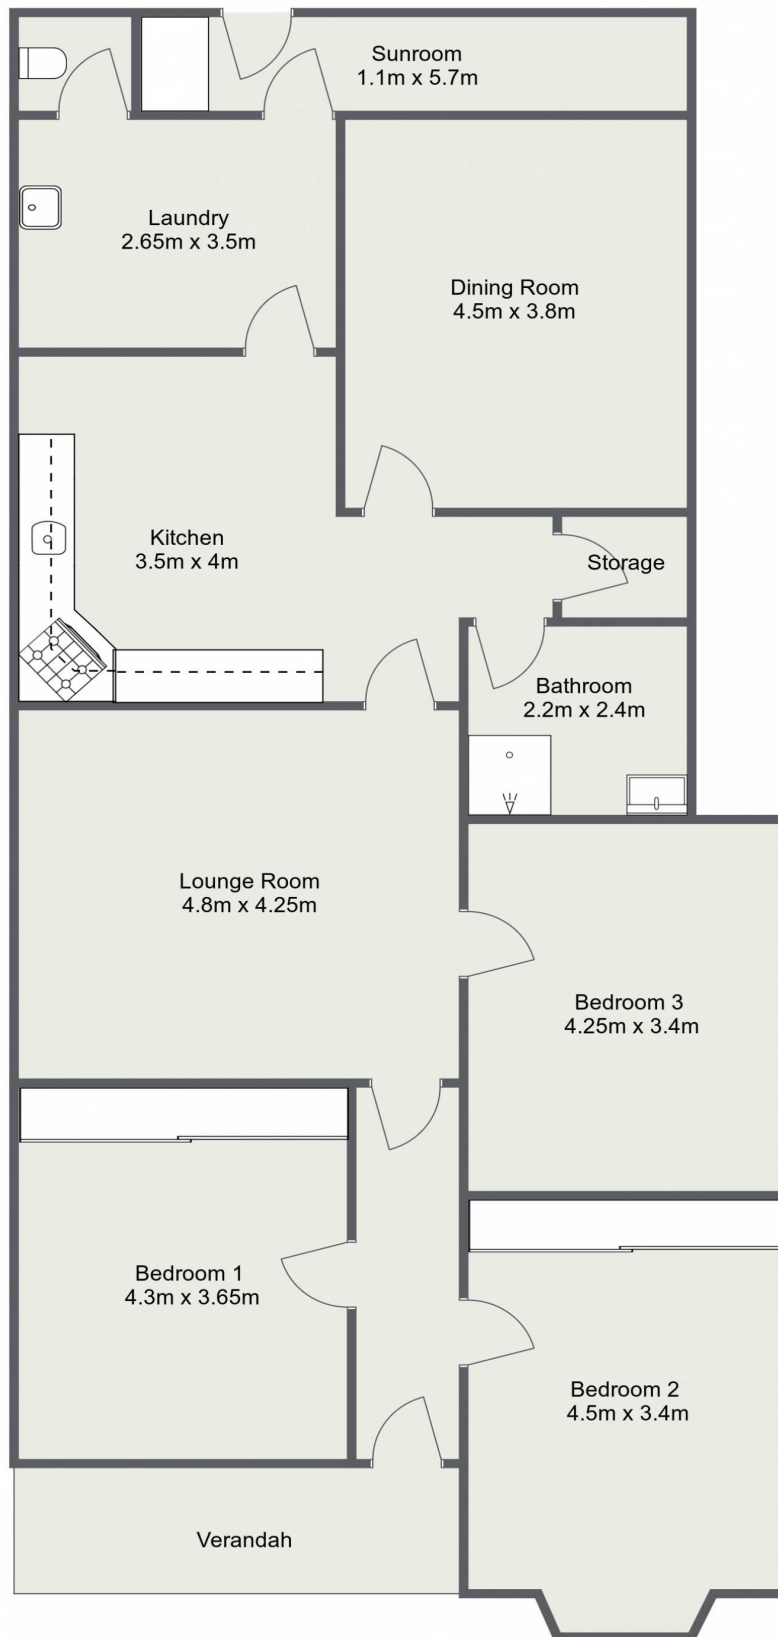 Sunroom
1.1m x 5.7m
Laundry
2.65m x 3.5m
Dining Room
4.5m x 3.8m
Kitchen
3.5m x 4m
Storage
Bathroom
2.2m x 2.4m
Lounge Room
4.8m x 4.25m
Bedroom 3
4.25m x 3.4m
Bedroom 1
4.3m x 3.65m
Bedroom 2
4.5m x 3.4m
Verandah